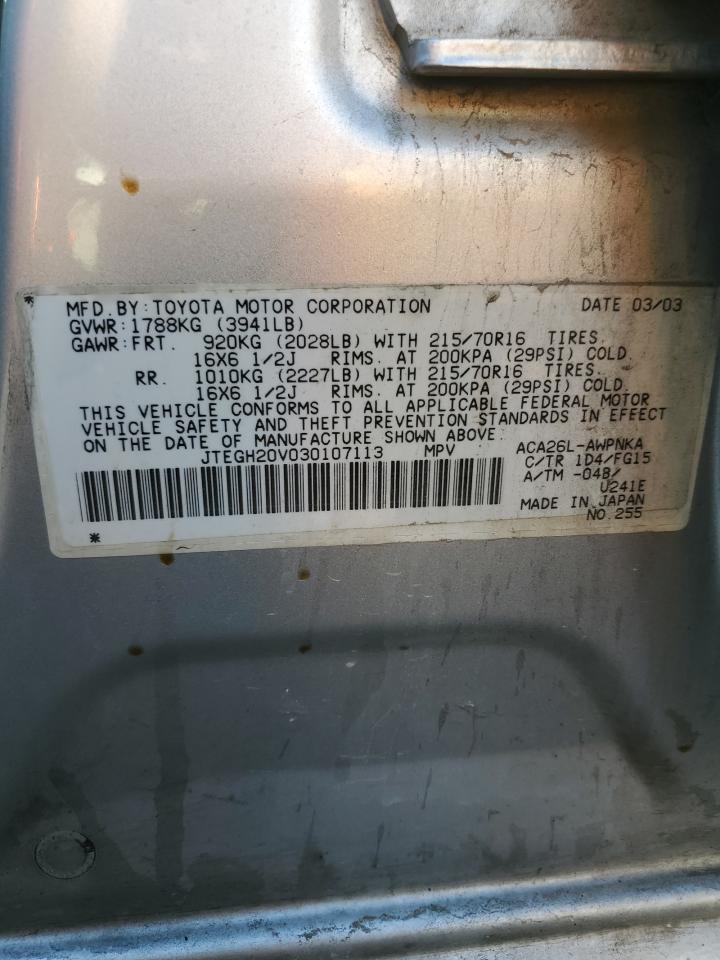 MFD.BY:TOYOTA MOTOR CORPORATION DATE 03/03
GVWR:1788KG (3941LB)
GAWR:FRT. 920KG (2028LB) WITH 215/70R16 TIRES.
16X6 1/2J RIMS. AT 200KPA (29PSI) COLD.
RR. 1010KG (2227LB) WITH 215/70R16 TIRES.
16X6 1/2J RIMS. AT 200KPA (29PSI) COLD.
THIS VEHICLE CONFORMS TO ALL APPLICABLE FEDERAL MOTOR
VEHICLE SAFETY AND THEFT PREVENTION STANDARDS IN EFFECT
ON THE DATE OF MANUFACTURE SHOWN ABOVE.
JTEGH20V030107113 MPV ACA26L-AWPNKA
C/TR 1D4/FG15
A/TM -04B/
U241E
MADE IN JAPAN
NO.255